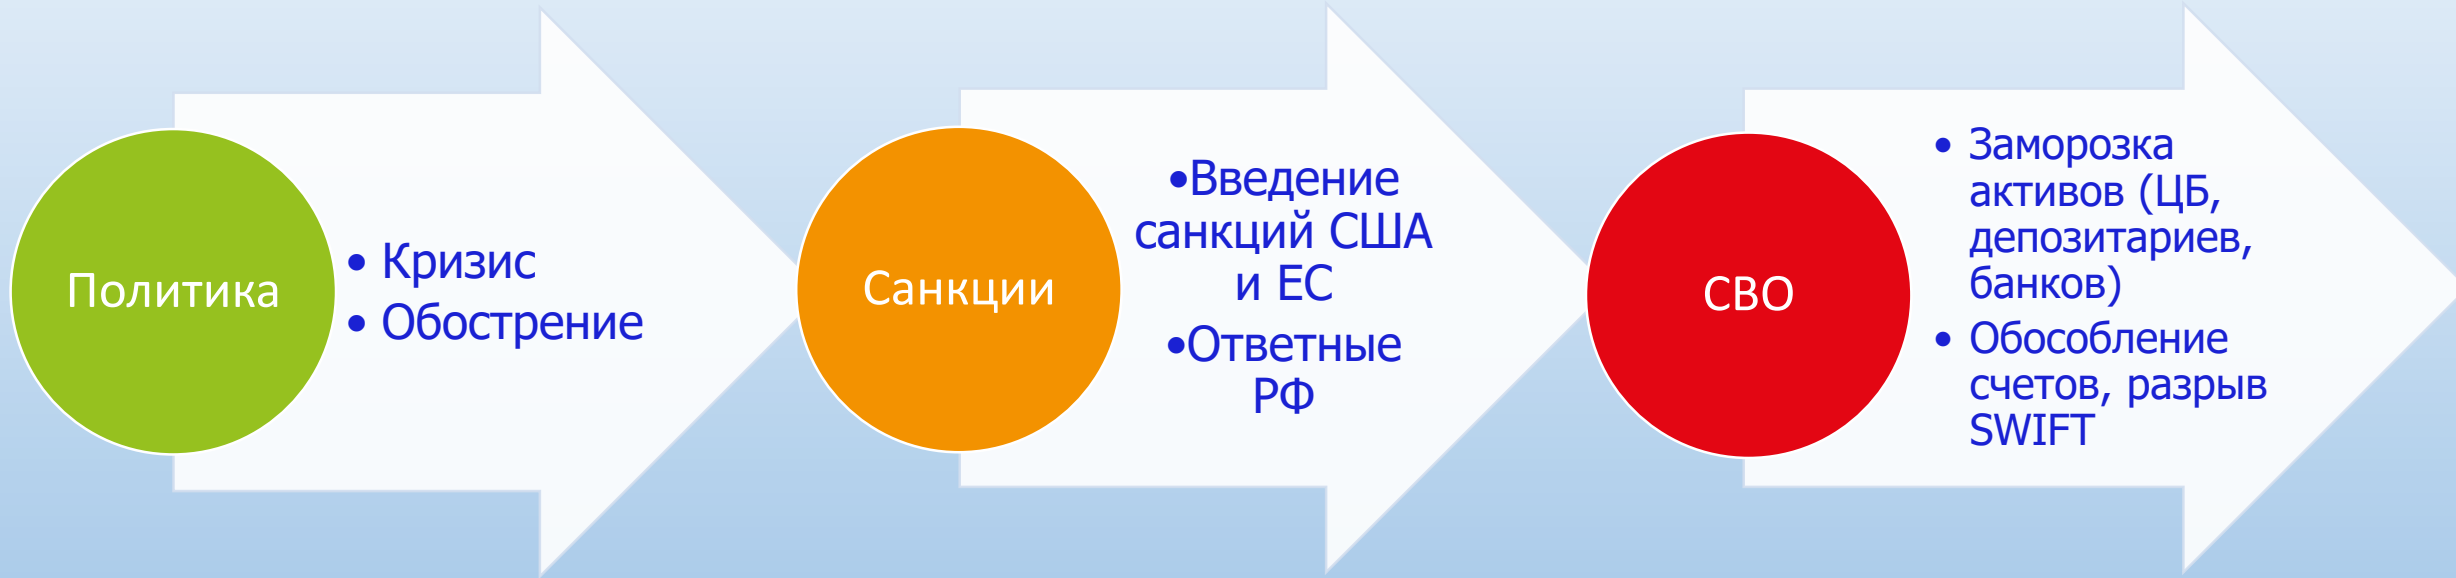 Политика
• Кризис
• Обострение
Санкции
•Введение
санкций США
и ЕС
•Ответные
РФ
СВО
• Заморозка
активов (ЦБ,
депозитариев,
банков)
• Обособление
счетов, разрыв
SWIFT